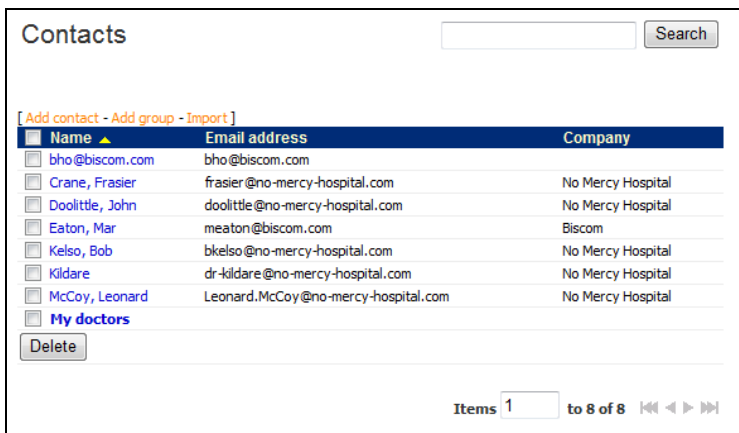 Contacts Search
[ Add contact - Add group - Import ]
Name Email address Company
bho@biscom.com bho@biscom.com
Crane, Frasier frasier@no-mercy-hospital.com No Mercy Hospital
Doolittle, John doolittle@no-mercy-hospital.com No Mercy Hospital
Eaton, Mar meaton@biscom.com Biscom
Kelso, Bob bkelso@no-mercy-hospital.com No Mercy Hospital
Kildare dr-kildare@no-mercy-hospital.com No Mercy Hospital
McCoy, Leonard Leonard.McCoy@no-mercy-hospital.com No Mercy Hospital
My doctors
Delete
Items 1 to 8 of 8